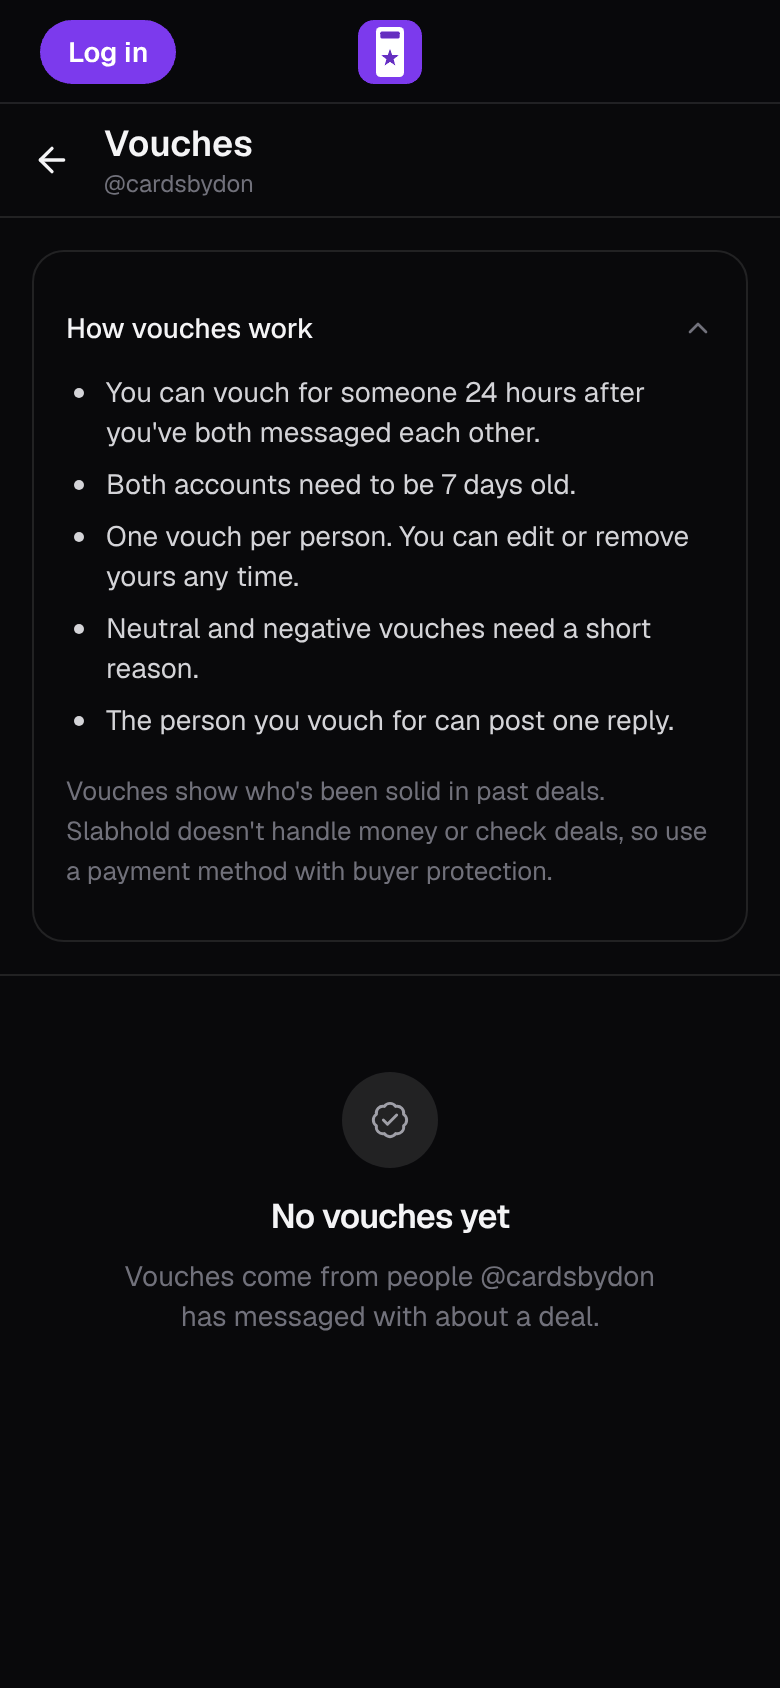 Log in
Vouches
@cardsbydon
How vouches work
You can vouch for someone 24 hours after
you've both messaged each other.
Both accounts need to be 7 days old.
One vouch per person. You can edit or remove
yours any time.
Neutral and negative vouches need a short
reason.
The person you vouch for can post one reply.
Vouches show who's been solid in past deals.
Slabhold doesn't handle money or check deals, so use
a payment method with buyer protection.
No vouches yet
Vouches come from people @cardsbydon
has messaged with about a deal.